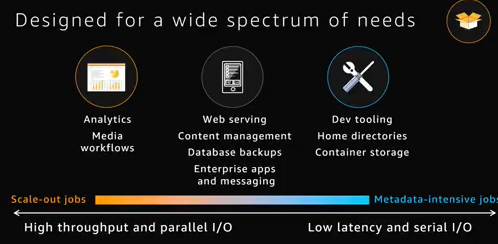 Designed for a wide spectrum of needs
Analytics
Media
workflows
Web serving
Content management
Database backups
Enterprise apps
and messaging
Dev tooling
Home directories
Container storage
Scale-out jobs
Metadata-intensive jobs
High throughput and parallel I/O
Low latency and serial I/O